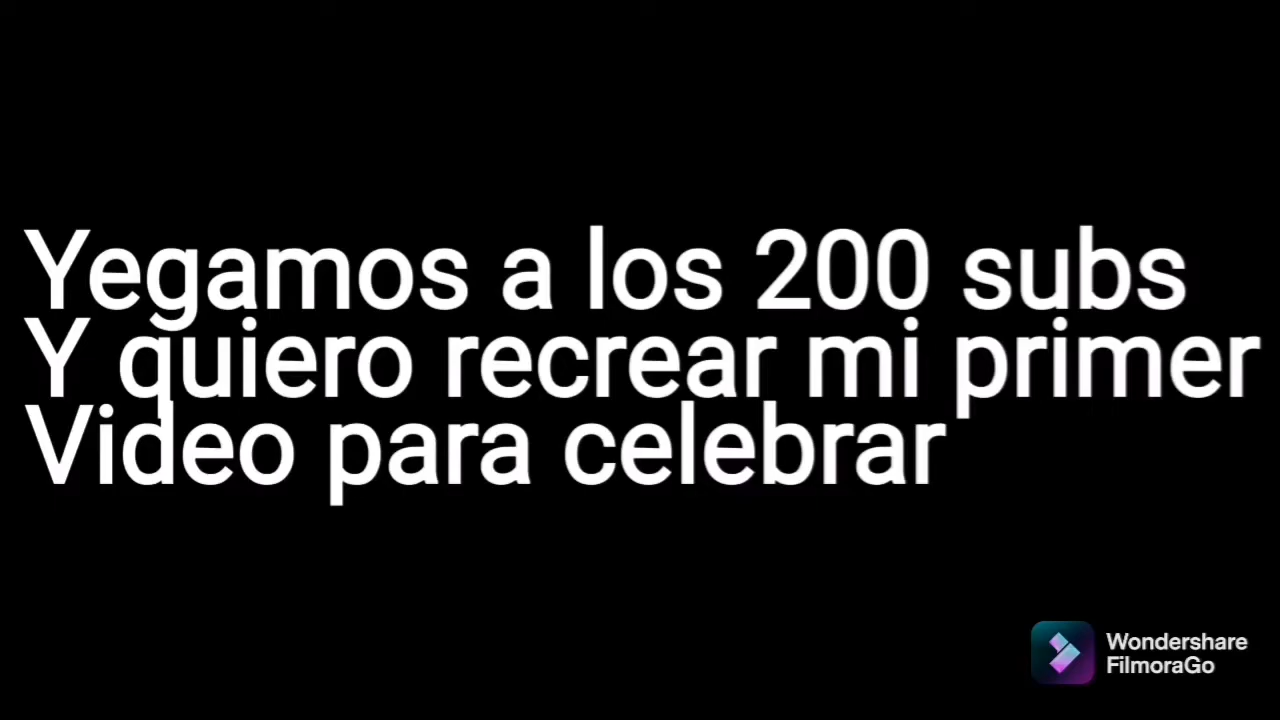 Yegamos a los 200 subs
Y quiero recrear mi primer
Video para celebrar
Wondershare
FilmoraGo